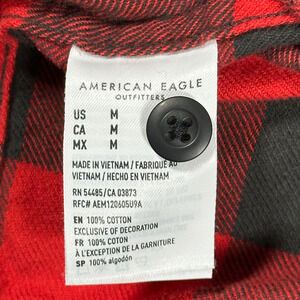 AMERICAN EAGLE
OUTFITTERS
US M
CA M
MX M
MADE IN VIETNAM / FABRIQUÉ AU
VIETNAM / HECHO EN VIETNAM
RN 54485/CA 03873
RFC# AEM120605U9A
EN 100% COTTON
EXCLUSIVE OF DECORATION
FR 100% COTON
À L'EXCEPTION DE LA GARNITURE
SP 100% algodón